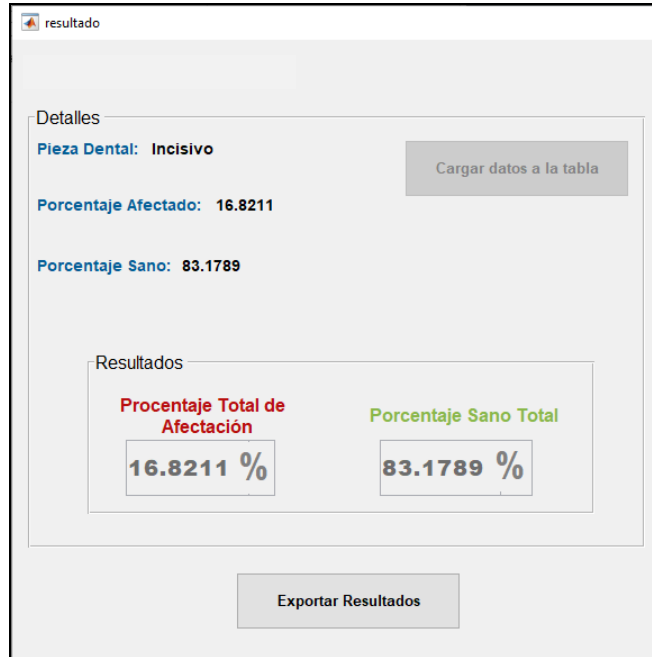 resultado
Detalles
Pieza Dental: Incisivo
Cargar datos a la tabla
Porcentaje Afectado: 16.8211
Porcentaje Sano: 83.1789
Resultados
Procentaje Total de
Afectación
Porcentaje Sano Total
16.8211 %
83.1789 %
Exportar Resultados